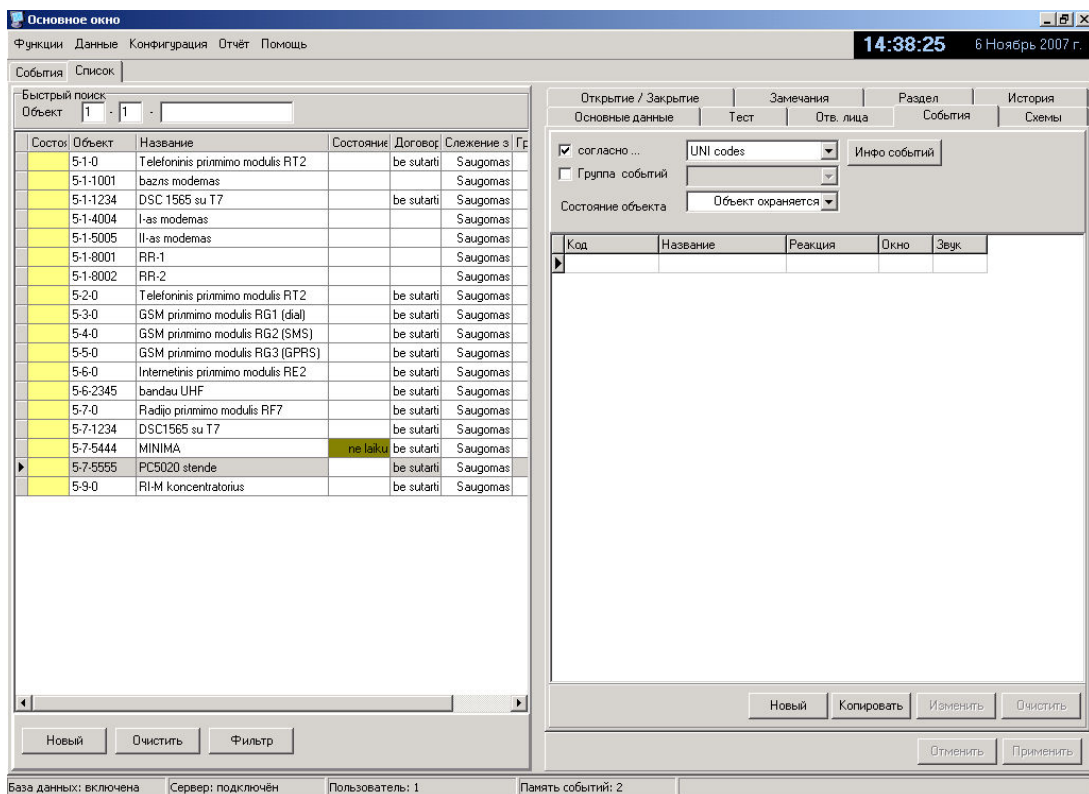 Основное окно
Функции Данные Конфигурация Отчёт Помощь
14:38:25 6 Ноябрь 2007 г.
События Список
Быстрый поиск
Объект 1 - 1 -
Состоя Объект Название Состояние Договор Слежение з Гр
5-1-0 Telefoninis priлmimo modulis RT2 be sutarti Saugomas
5-1-1001 bazлs modemas Saugomas
5-1-1234 DSC 1565 su T7 be sutarti Saugomas
5-1-4004 I-as modemas Saugomas
5-1-5005 II-as modemas Saugomas
5-1-8001 RR-1 Saugomas
5-1-8002 RR-2 Saugomas
5-2-0 Telefoninis priлmimo modulis RT2 be sutarti Saugomas
5-3-0 GSM priлmimo modulis RG1 (dial) be sutarti Saugomas
5-4-0 GSM priлmimo modulis RG2 (SMS) be sutarti Saugomas
5-5-0 GSM priлmimo modulis RG3 (GPRS) be sutarti Saugomas
5-6-0 Internetinis priлmimo modulis RE2 be sutarti Saugomas
5-6-2345 bandau UHF be sutarti Saugomas
5-7-0 Radijo priлmimo modulis RF7 be sutarti Saugomas
5-7-1234 DSC1565 su T7 be sutarti Saugomas
5-7-5444 MINIMA ne laiku be sutarti Saugomas
5-7-5555 PC5020 stende be sutarti Saugomas
5-9-0 RI-M koncentratorius be sutarti Saugomas
Новый Очистить Фильтр
Открытие / Закрытие Замечания Раздел История
Основные данные Тест Отв. лица События Схемы
согласно ... UNI codes Инфо событий
Группа событий
Состояние объекта Объект охраняется
Код Название Реакция Окно Звук
Новый Копировать Изменить Очистить
Отменить Применить
База данных: включена Сервер: подключён Пользователь: 1 Память событий: 2